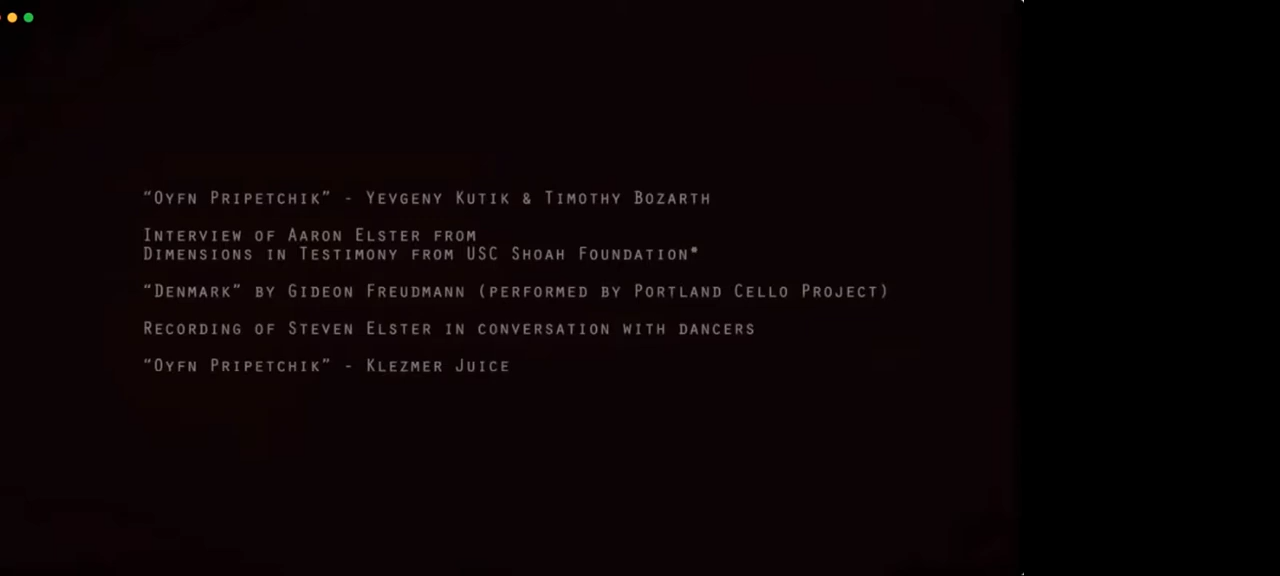 “Oyfn Pripetchik” - Yevgeny Kutik & Timothy Bozarth
Interview of Aaron Elster from
Dimensions in Testimony from USC Shoah Foundation®
“Denmark” by Gideon Freudmann (performed by Portland Cello Project)
Recording of Steven Elster in conversation with dancers
“Oyfn Pripetchik” - Klezmer Juice